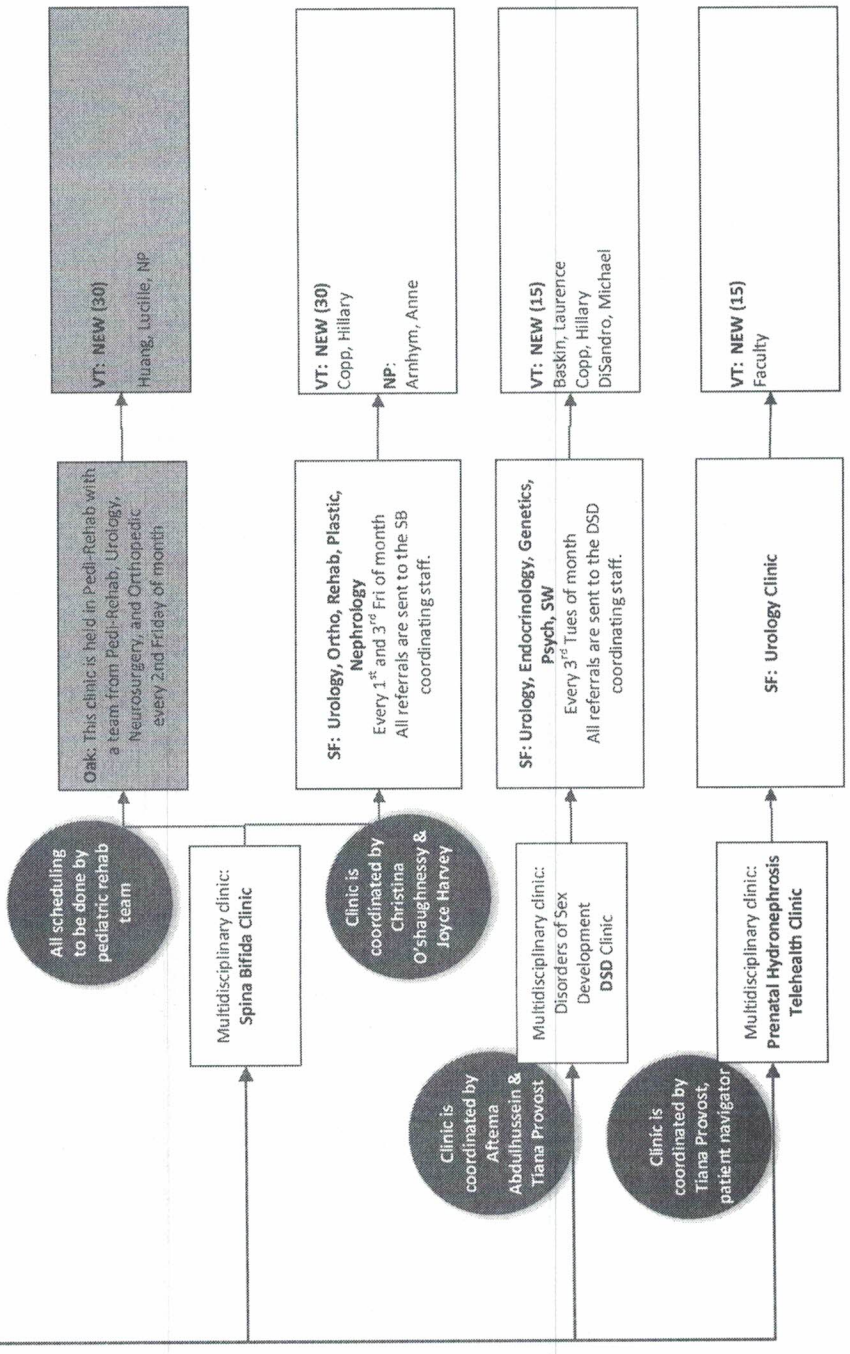 All scheduling
to be done by
pediatric rehab
team
Multidisciplinary clinic:
Spina Bifida Clinic
Clinic is
coordinated by
Christina
O'shaughnessy &
Joyce Harvey
Oak: This clinic is held in Pedi-Rehab with
a team from Pedi-Rehab, Urology,
Neurosurgery, and Orthopedic
every 2nd Friday of month
VT: NEW (30)
Huang, Lucille, NP
SF: Urology, Ortho, Rehab, Plastic,
Nephrology
Every 1st and 3rd Fri of month
All referrals are sent to the SB
coordinating staff.
VT: NEW (30)
Copp, Hillary
NP:
Arnhym, Anne
Clinic is
coordinated by
Aftema
Abdulhussein &
Tiana Provost
Multidisciplinary clinic:
Disorders of Sex
Development
DSD Clinic
SF: Urology, Endocrinology, Genetics,
Psych, SW
Every 3rd Tues of month
All referrals are sent to the DSD
coordinating staff.
VT: NEW (15)
Baskin, Laurence
Copp, Hillary
DiSandro, Michael
Clinic is
coordinated by
Tiana Provost,
patient navigator
Multidisciplinary clinic:
Prenatal Hydronephrosis
Telehealth Clinic
SF: Urology Clinic
VT: NEW (15)
Faculty